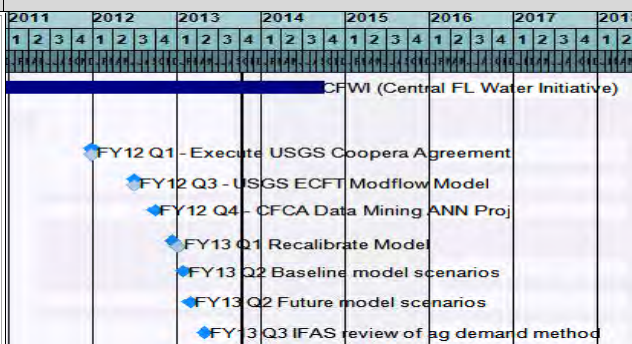 2011 2012 2013 2014 2015 2016 2017
1 2 3 4 1 2 3 4 1 2 3 4 1 2 3 4 1 2 3 4 1 2 3 4 1 2 3 4 1 2
CFWI (Central FL Water Initiative)
FY12 Q1 - Execute USGS Coopera Agreement
FY12 Q3 - USGS ECFT Modflow Model
FY12 Q4 - CFCA Data Mining ANN Proj
FY13 Q1 Recalibrate Model
FY13 Q2 Baseline model scenarios
FY13 Q2 Future model scenarios
FY13 Q3 IFAS review of ag demand method